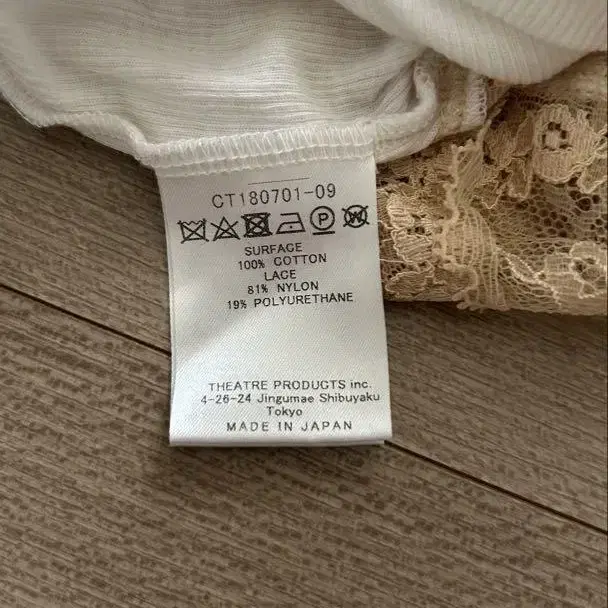 CT180701-09
P W
SURFACE
100% COTTON
LACE
81% NYLON
19% POLYURETHANE
THEATRE PRODUCTS inc.
4-26-24 Jingumae Shibuyaku
Tokyo
MADE IN JAPAN